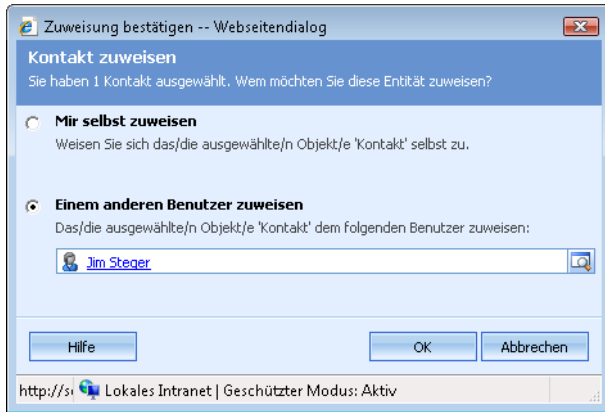 Zuweisung bestätigen -- Webseitendialog
Kontakt zuweisen
Sie haben 1 Kontakt ausgewählt. Wem möchten Sie diese Entität zuweisen?
Mir selbst zuweisen
Weisen Sie sich das/die ausgewählte/n Objekt/e 'Kontakt' selbst zu.
Einem anderen Benutzer zuweisen
Das/die ausgewählte/n Objekt/e 'Kontakt' dem folgenden Benutzer zuweisen:
Jim Steger
Hilfe OK Abbrechen
http://s Lokales Intranet | Geschützter Modus: Aktiv